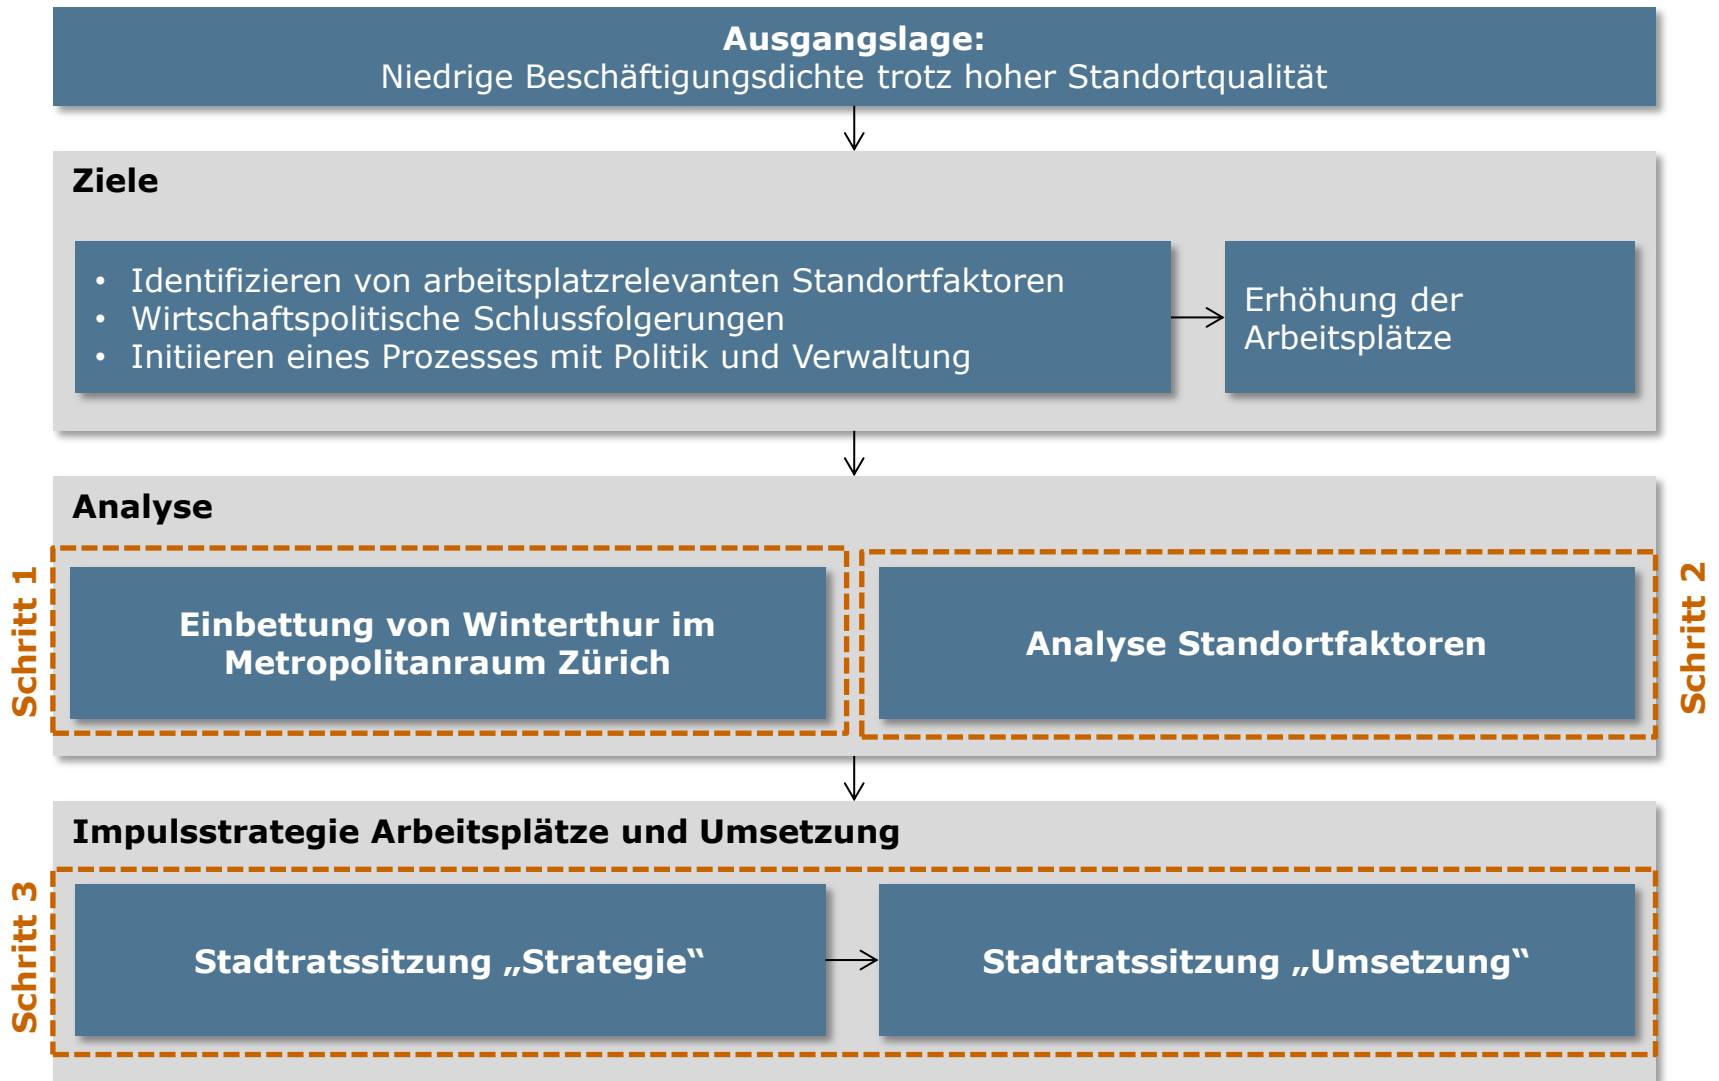 Ausgangslage:
Niedrige Beschäftigungsdichte trotz hoher Standortqualität
Ziele
• Identifizieren von arbeitsplatzrelevanten Standortfaktoren
• Wirtschaftspolitische Schlussfolgerungen
• Initiieren eines Prozesses mit Politik und Verwaltung
Erhöhung der
Arbeitsplätze
Analyse
Schritt 1
Einbettung von Winterthur im
Metropolitanraum Zürich
Analyse Standortfaktoren
Schritt 2
Impulsstrategie Arbeitsplätze und Umsetzung
Schritt 3
Stadtratssitzung „Strategie“
Stadtratssitzung „Umsetzung“